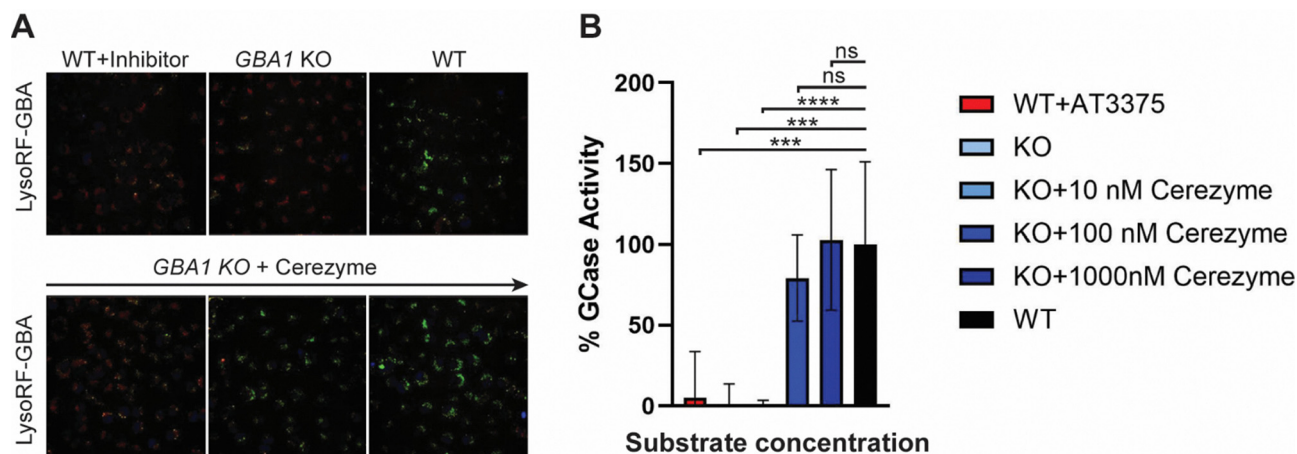 A
WT+Inhibitor
GBA1 KO
WT
LysoRF-GBA
GBA1 KO + Cerezyme
LysoRF-GBA
B
ns
ns
****
***
***
200
150
100
50
0
% GCase Activity
Substrate concentration
WT+AT3375
KO
KO+10 nM Cerezyme
KO+100 nM Cerezyme
KO+1000nM Cerezyme
WT